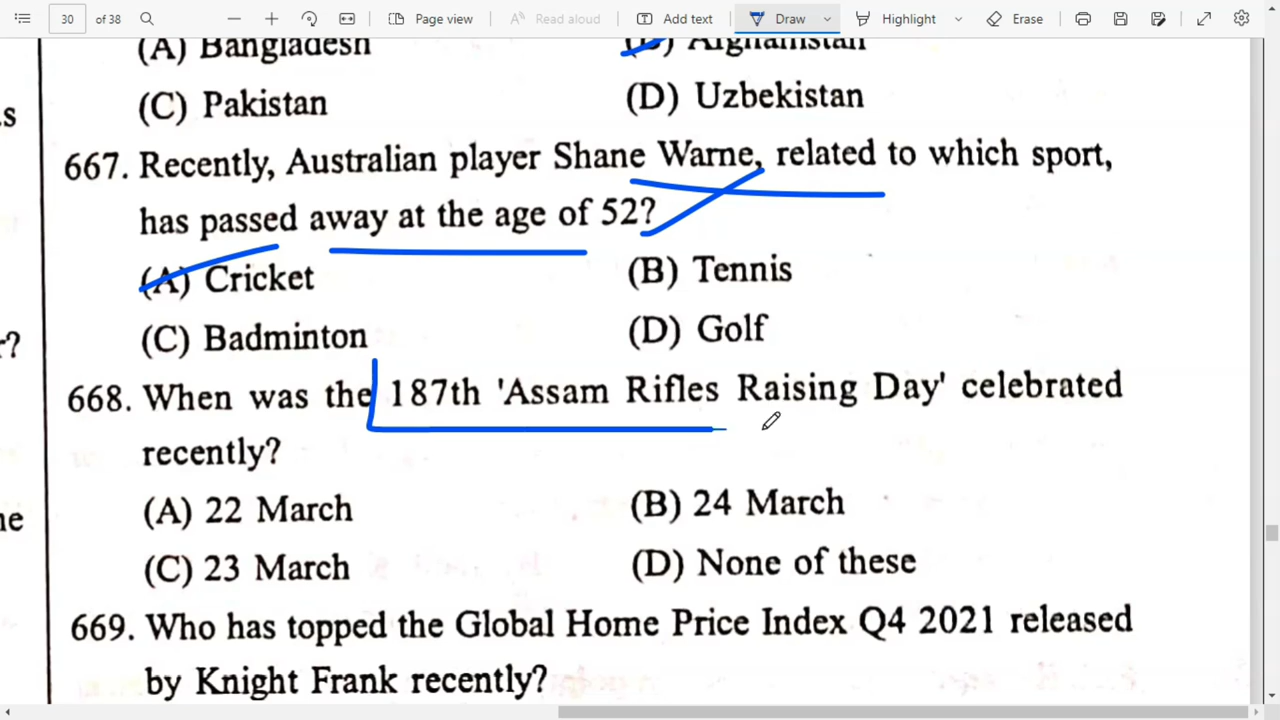 30 of 30
Page view
Read aloud
Add text
Draw
Highlight
Erase
(A) Bangladesh (B) Afghanistan
(C) Pakistan (D) Uzbekistan
667. Recently, Australian player Shane Warne, related to which sport,
has passed away at the age of 52?
(A) Cricket (B) Tennis
(C) Badminton (D) Golf
r?
668. When was the 187th 'Assam Rifles Raising Day' celebrated
recently?
(A) 22 March (B) 24 March
(C) 23 March (D) None of these
669. Who has topped the Global Home Price Index Q4 2021 released
by Knight Frank recently?